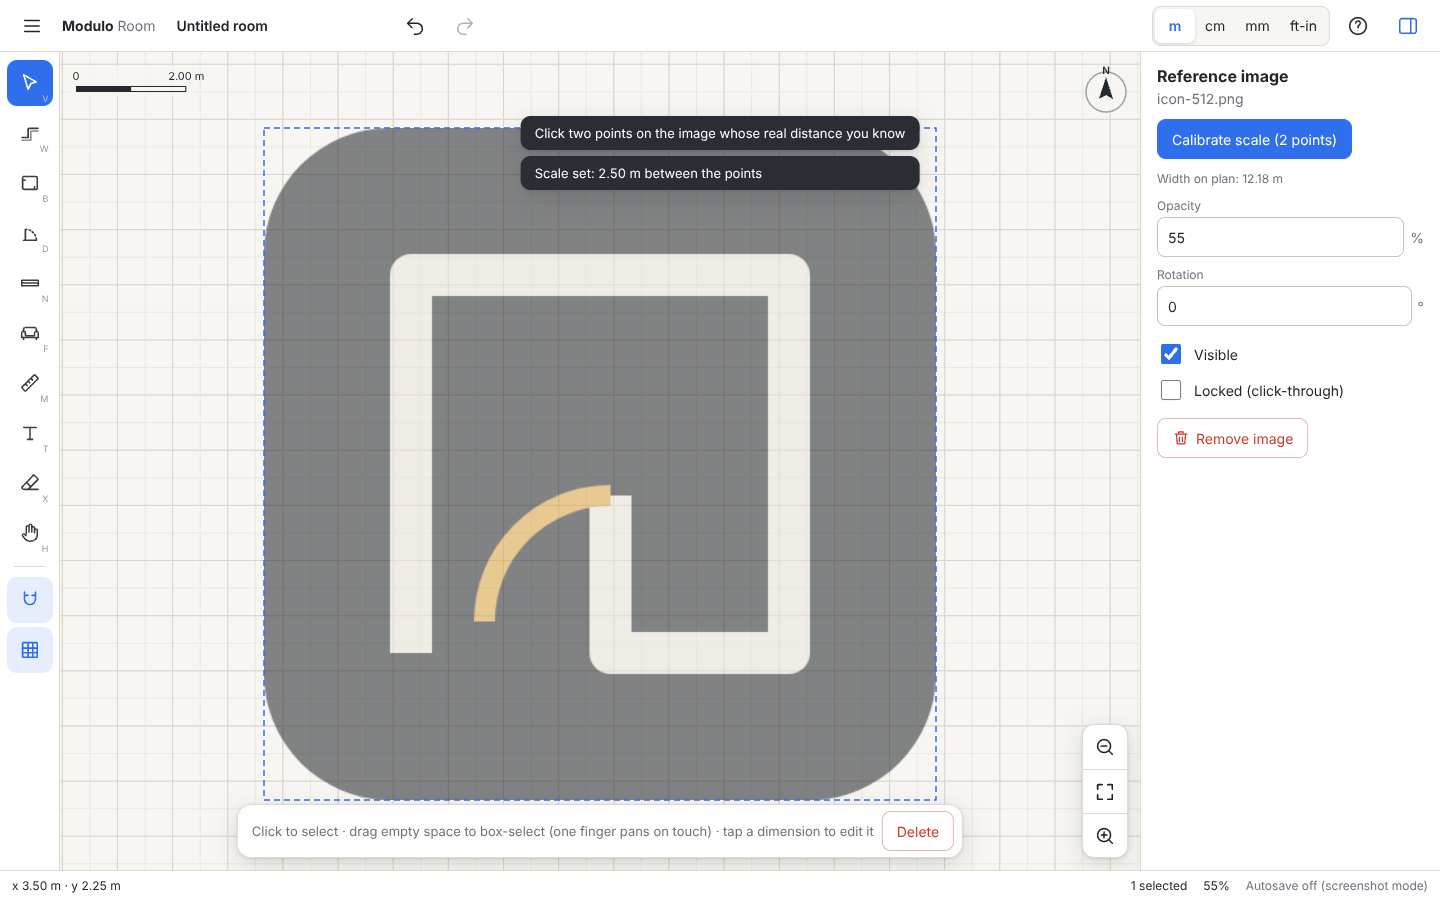 Modulo Room
Untitled room
m cm mm ft-in
0 2.00 m
N
V
W
B
D
N
F
M
T
X
H
Click two points on the image whose real distance you know
Scale set: 2.50 m between the points
Click to select · drag empty space to box-select (one finger pans on touch) · tap a dimension to edit it
Delete
Reference image
icon-512.png
Calibrate scale (2 points)
Width on plan: 12.18 m
Opacity
55 %
Rotation
0 °
Visible
Locked (click-through)
Remove image
x 3.50 m · y 2.25 m
1 selected 55% Autosave off (screenshot mode)